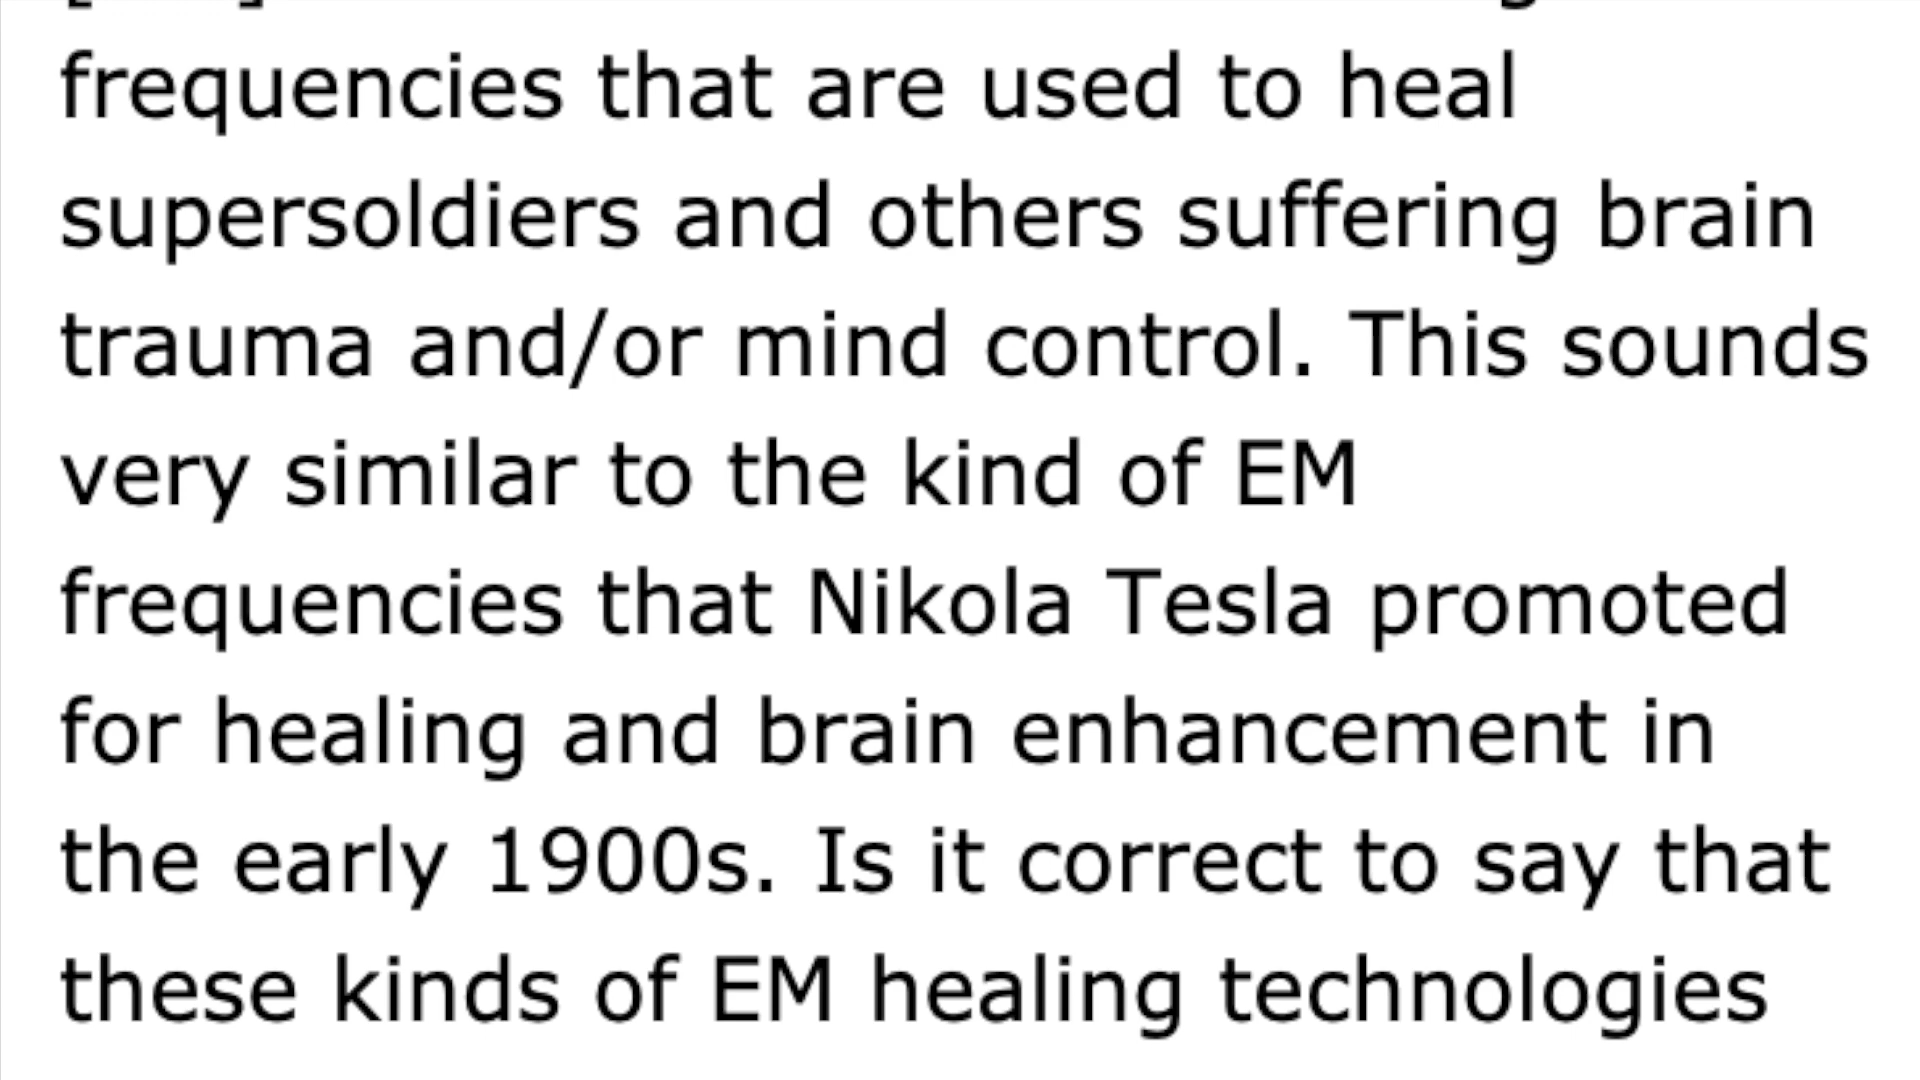 frequencies that are used to heal
supersoldiers and others suffering brain
trauma and/or mind control. This sounds
very similar to the kind of EM
frequencies that Nikola Tesla promoted
for healing and brain enhancement in
the early 1900s. Is it correct to say that
these kinds of EM healing technologies